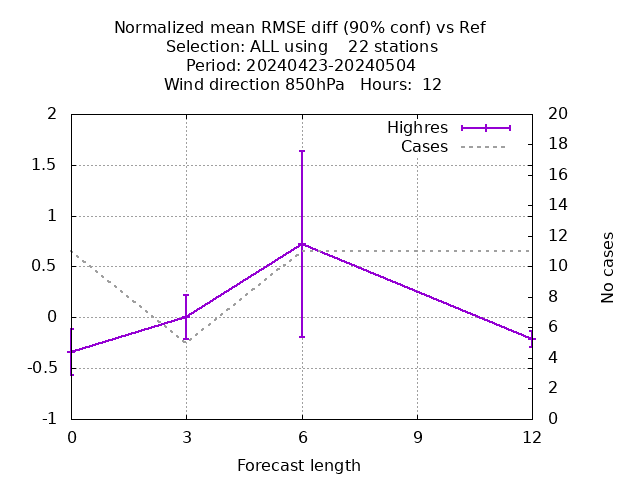 Normalized mean RMSE diff (90% conf) vs Ref
Selection: ALL using    22 stations
Period: 20240423-20240504
Wind direction 850hPa   Hours:  12
Highres
Cases
2
1.5
1
0.5
0
-0.5
-1
20
18
16
14
12
10
8
6
4
2
0
No cases
0 3 6 9 12
Forecast length